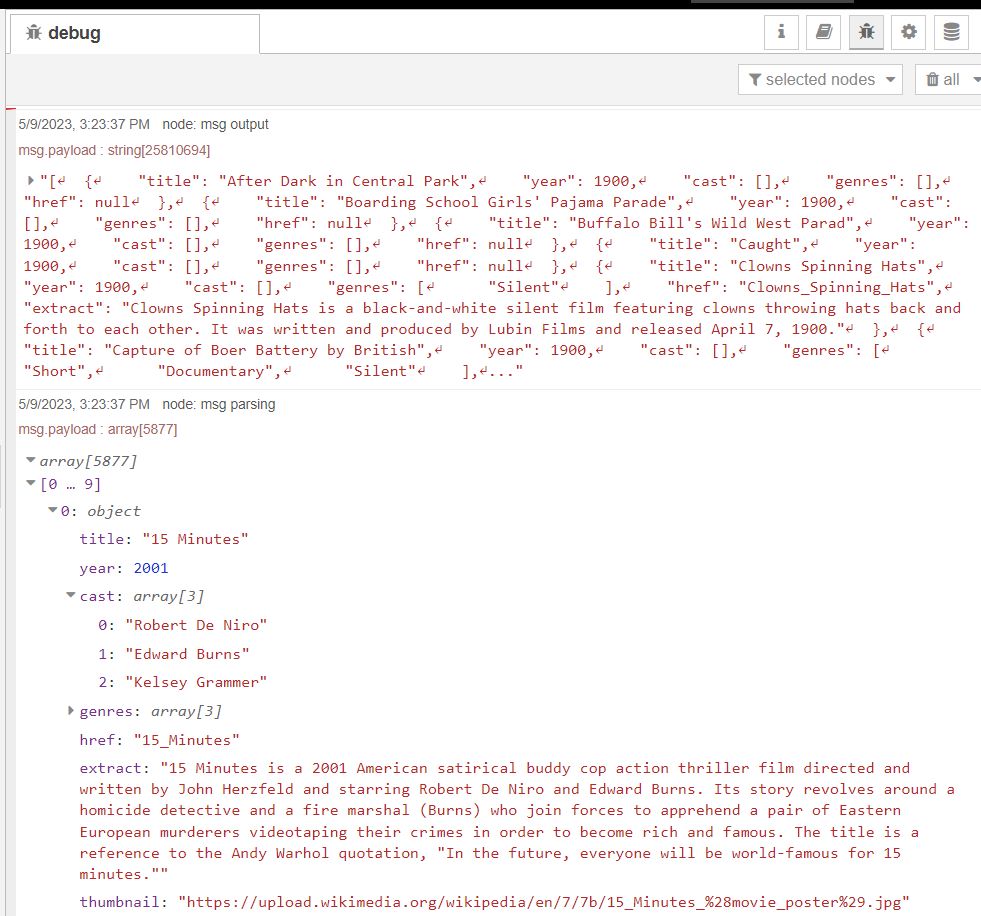 debug
selected nodes
all
5/9/2023, 3:23:37 PM node: msg output
msg.payload : string[25810694]
"[↵ {↵ "title": "After Dark in Central Park",↵ "year": 1900,↵ "cast": [],↵ "genres": [],↵
"href": null↵ },↵ {↵ "title": "Boarding School Girls' Pajama Parade",↵ "year": 1900,↵ "cast":
[],↵ "genres": [],↵ "href": null↵ },↵ {↵ "title": "Buffalo Bill's Wild West Parad",↵ "year":
1900,↵ "cast": [],↵ "genres": [],↵ "href": null↵ },↵ {↵ "title": "Caught",↵ "year":
1900,↵ "cast": [],↵ "genres": [],↵ "href": null↵ },↵ {↵ "title": "Clowns Spinning Hats",↵
"year": 1900,↵ "cast": [],↵ "genres": [↵ "Silent"↵ ],↵ "href": "Clowns_Spinning_Hats",↵
"extract": "Clowns Spinning Hats is a black-and-white silent film featuring clowns throwing hats back and
forth to each other. It was written and produced by Lubin Films and released April 7, 1900."↵ },↵ {↵
"title": "Capture of Boer Battery by British",↵ "year": 1900,↵ "cast": [],↵ "genres": [↵
"Short",↵ "Documentary",↵ "Silent"↵ ],↵..."
5/9/2023, 3:23:37 PM node: msg parsing
msg.payload : array[5877]
array[5877]
[0 … 9]
0: object
title: "15 Minutes"
year: 2001
cast: array[3]
0: "Robert De Niro"
1: "Edward Burns"
2: "Kelsey Grammer"
genres: array[3]
href: "15_Minutes"
extract: "15 Minutes is a 2001 American satirical buddy cop action thriller film directed and
written by John Herzfeld and starring Robert De Niro and Edward Burns. Its story revolves around a
homicide detective and a fire marshal (Burns) who join forces to apprehend a pair of Eastern
European murderers videotaping their crimes in order to become rich and famous. The title is a
reference to the Andy Warhol quotation, "In the future, everyone will be world-famous for 15
minutes.""
thumbnail: "https://upload.wikimedia.org/wikipedia/en/7/7b/15_Minutes_%28movie_poster%29.jpg"